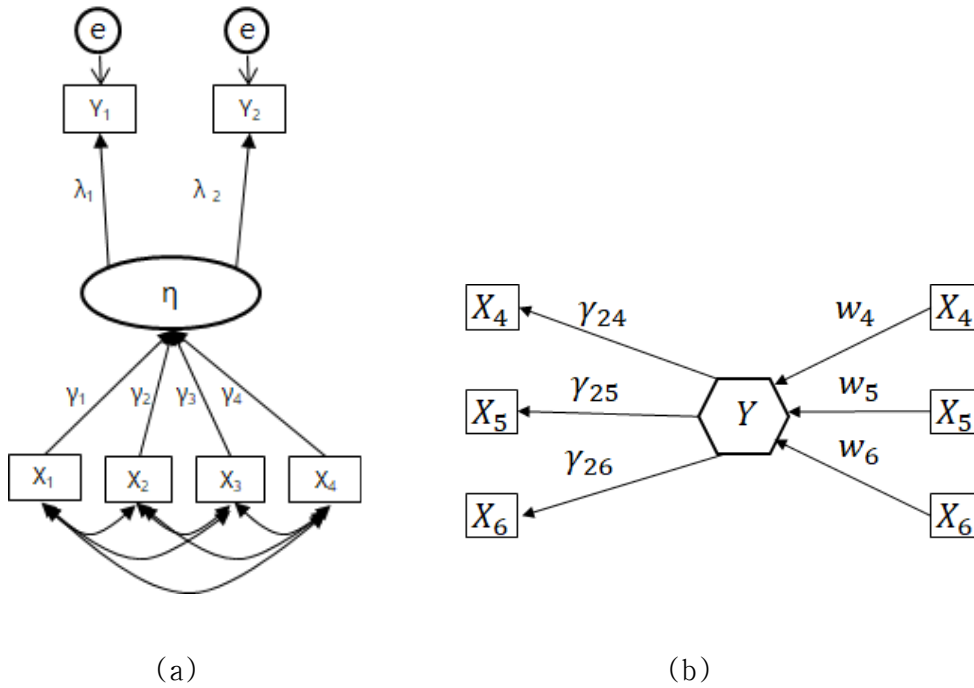 e e
Y₁ Y₂
λ₁ λ ₂
η
γ₁ γ₂ γ₃ γ₄
X₁ X₂ X₃ X₄
(a)
X₄ γ₂₄ w₄ X₄
X₅ γ₂₅ Y w₅ X₅
X₆ γ₂₆ w₆ X₆
(b)